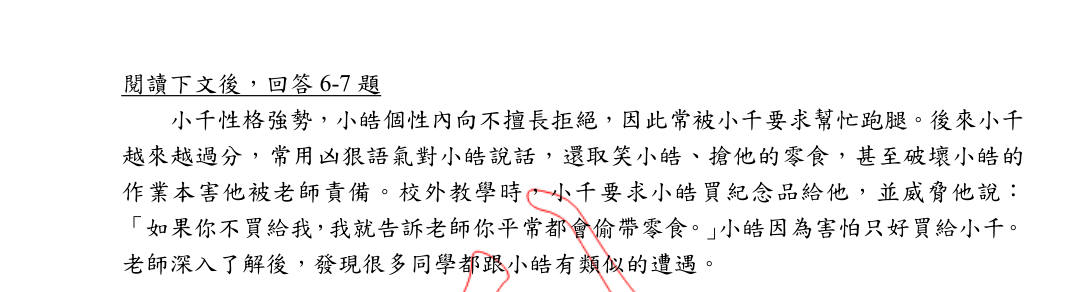 閱讀下文後，回答 6-7 題
小千性格強勢，小皓個性內向不擅長拒絕，因此常被小千要求幫忙跑腿。後來小千
越來越過分，常用凶狠語氣對小皓說話，還取笑小皓、搶他的零食，甚至破壞小皓的
作業本害他被老師責備。校外教學時，小千要求小皓買紀念品給他，並威脅他說：
「如果你不買給我，我就告訴老師你平常都會偷帶零食。」小皓因為害怕只好買給小千。
老師深入了解後，發現很多同學都跟小皓有類似的遭遇。